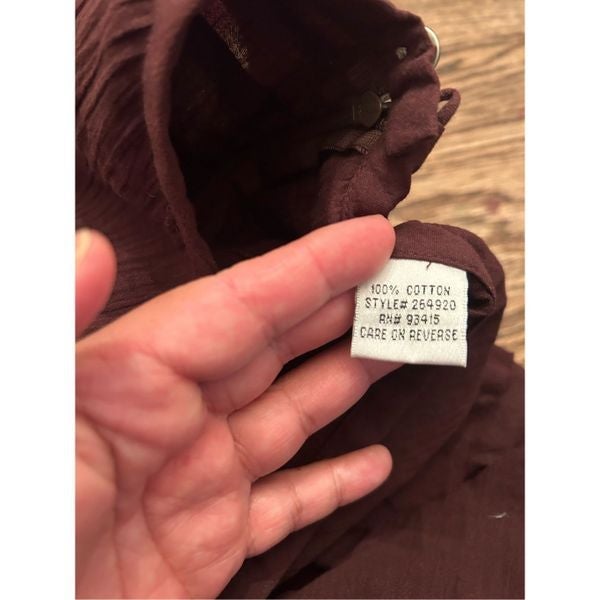 100% COTTON
STYLE# 264920
RN# 93415
CARE ON REVERSE